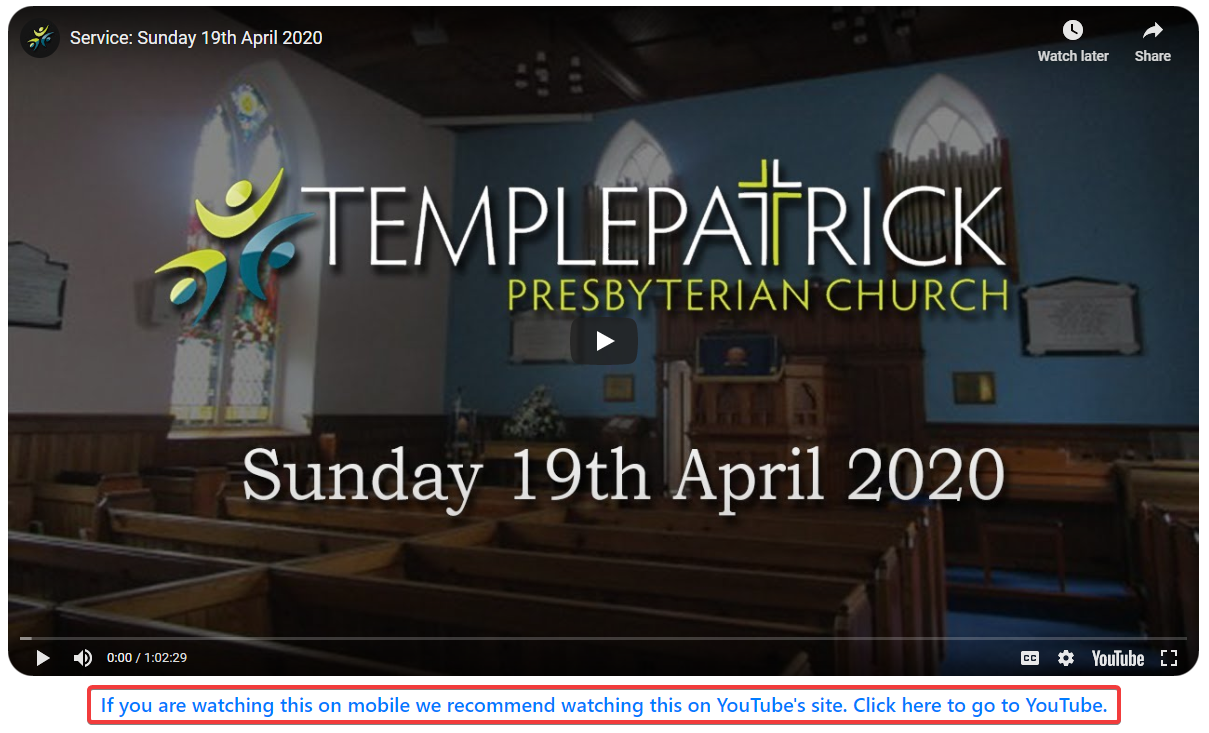 Service: Sunday 19th April 2020
Watch later
Share
TEMPLEPATRICK
PRESBYTERIAN CHURCH
Sunday 19th April 2020
0:00 / 1:02:29
CC
YouTube
If you are watching this on mobile we recommend watching this on YouTube's site. Click here to go to YouTube.